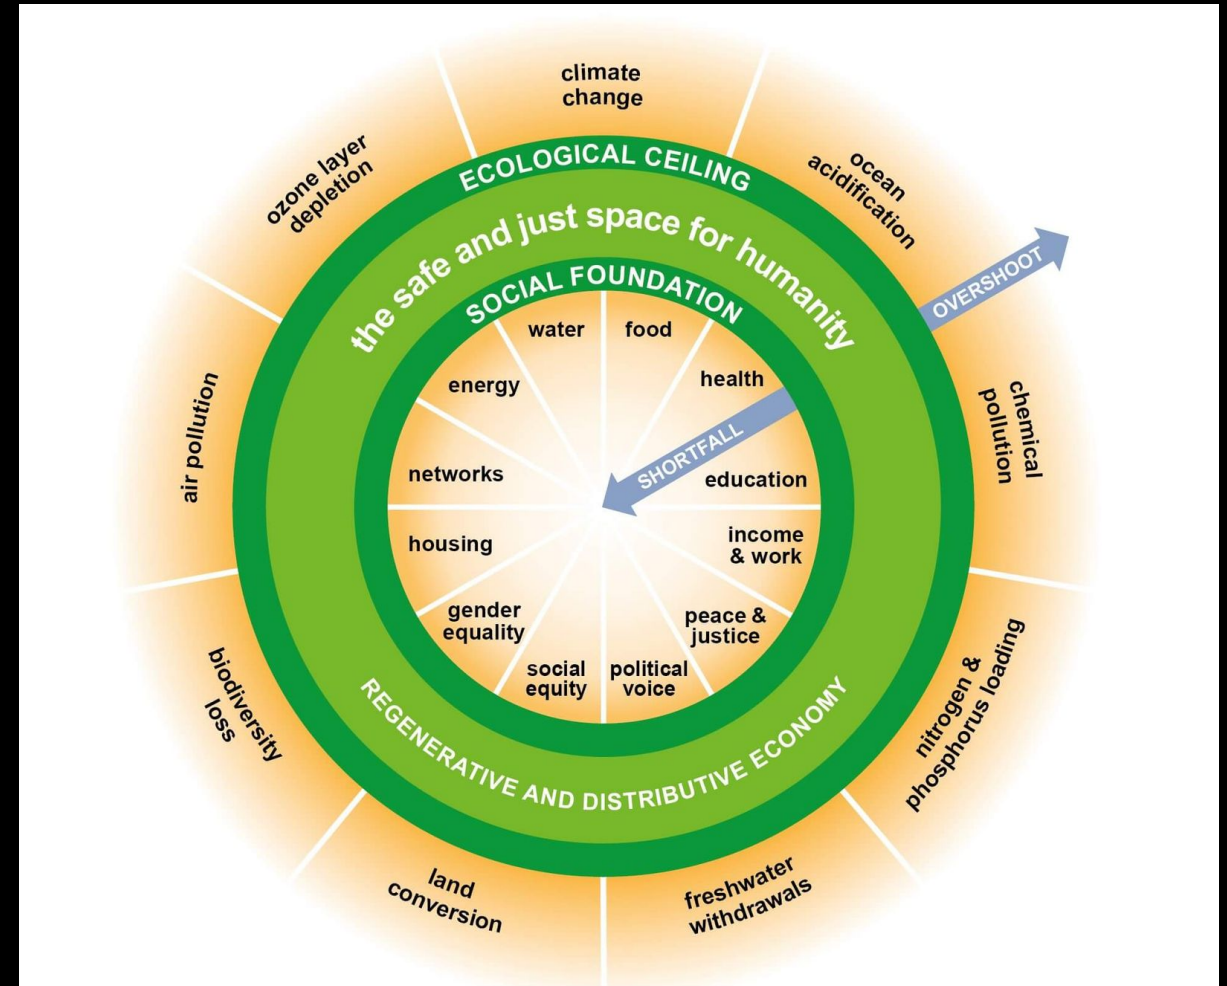 climate
change
ocean
acidification
chemical
pollution
nitrogen &
phosphorus loading
freshwater
withdrawals
land
conversion
biodiversity
loss
air pollution
ozone layer
depletion
OVERSHOOT
ECOLOGICAL CEILING
the safe and just space for humanity
SOCIAL FOUNDATION
water
food
health
SHORTFALL
education
income
& work
peace &
justice
political
voice
social
equity
gender
equality
housing
networks
energy
REGENERATIVE AND DISTRIBUTIVE ECONOMY